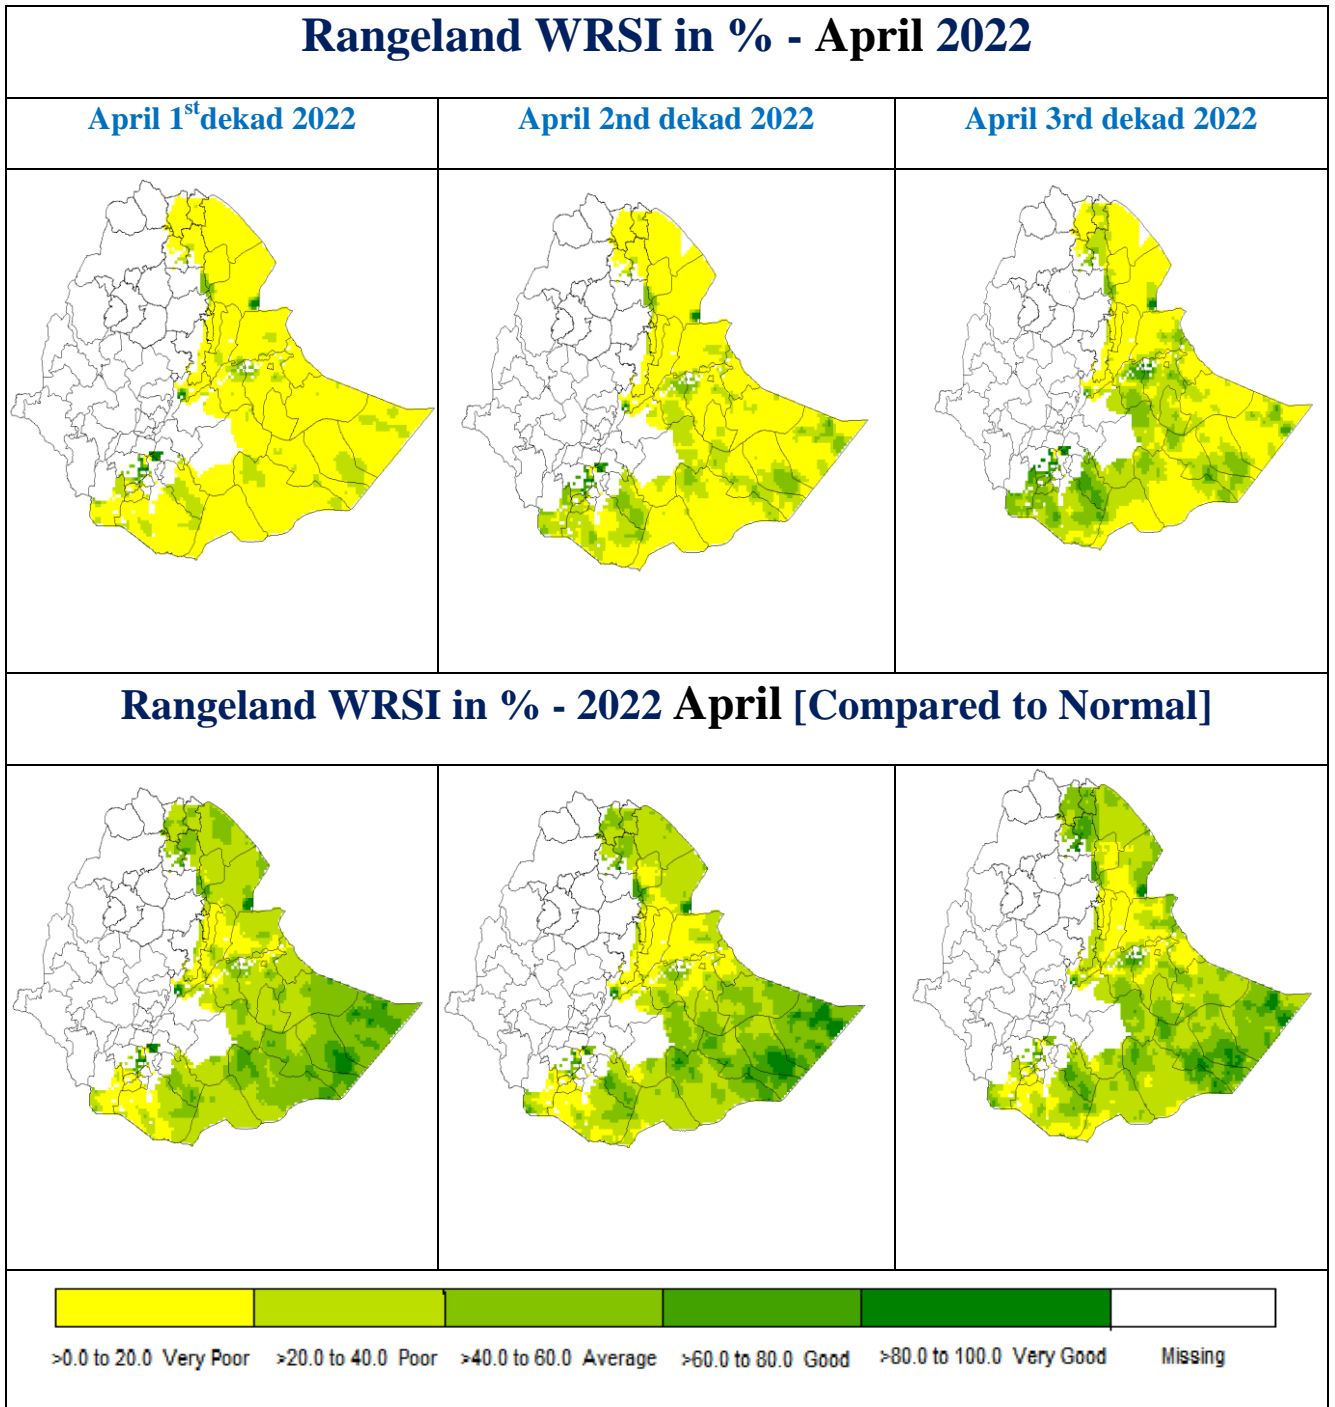 Rangeland WRSI in % - April 2022
April 1stdekad 2022
April 2nd dekad 2022
April 3rd dekad 2022
Rangeland WRSI in % - 2022 April [Compared to Normal]
>0.0 to 20.0 Very Poor
>20.0 to 40.0 Poor
>40.0 to 60.0 Average
>60.0 to 80.0 Good
>80.0 to 100.0 Very Good
Missing